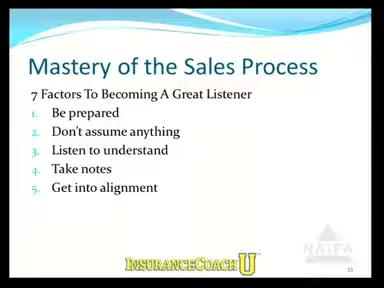 Mastery of the Sales Process
7 Factors To Becoming A Great Listener
1. Be prepared
2. Don't assume anything
3. Listen to understand
4. Take notes
5. Get into alignment
NAIFA
INSURANCECOACH U